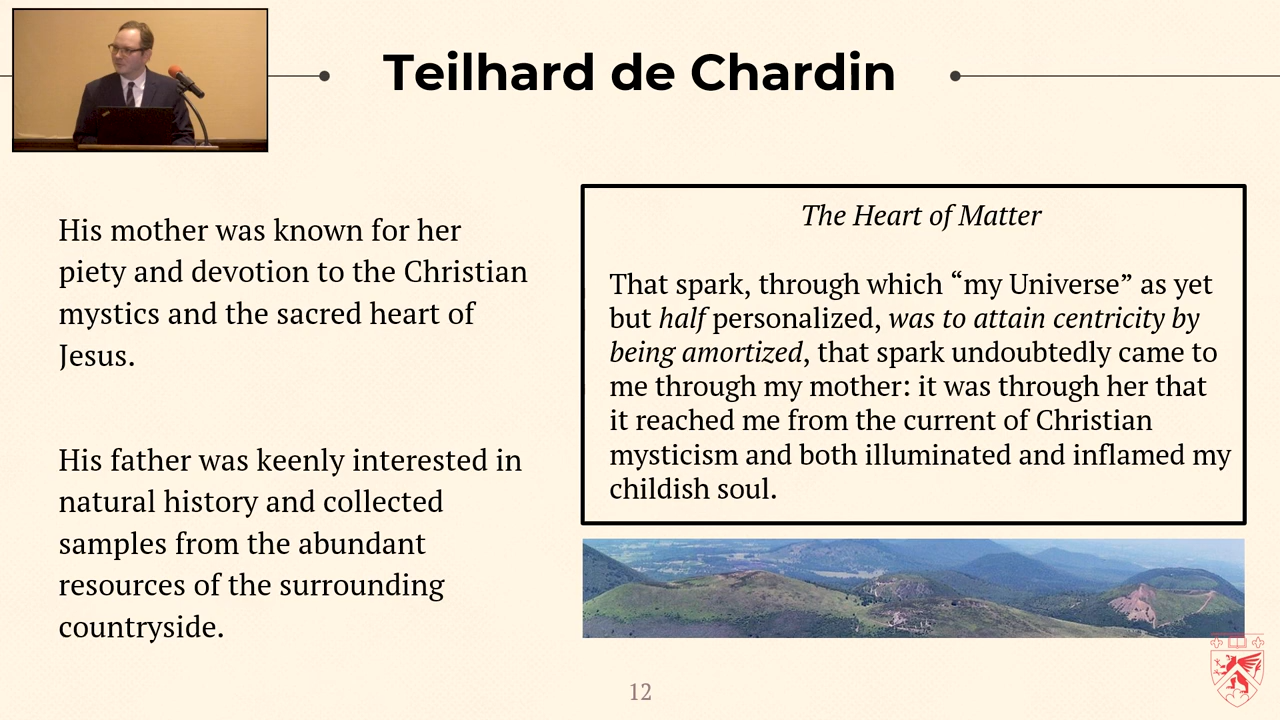 Teilhard de Chardin
His mother was known for her
piety and devotion to the Christian
mystics and the sacred heart of
Jesus.
His father was keenly interested in
natural history and collected
samples from the abundant
resources of the surrounding
countryside.
The Heart of Matter
That spark, through which “my Universe” as yet
but half personalized, was to attain centricity by
being amortized, that spark undoubtedly came to
me through my mother: it was through her that
it reached me from the current of Christian
mysticism and both illuminated and inflamed my
childish soul.
12